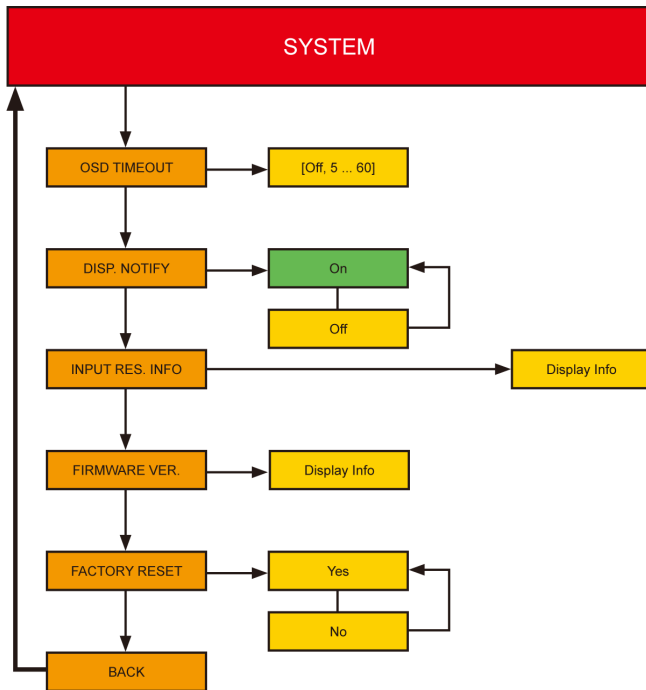 SYSTEM
OSD TIMEOUT
[Off, 5 ... 60]
DISP. NOTIFY
On
Off
INPUT RES. INFO
Display Info
FIRMWARE VER.
Display Info
FACTORY RESET
Yes
No
BACK